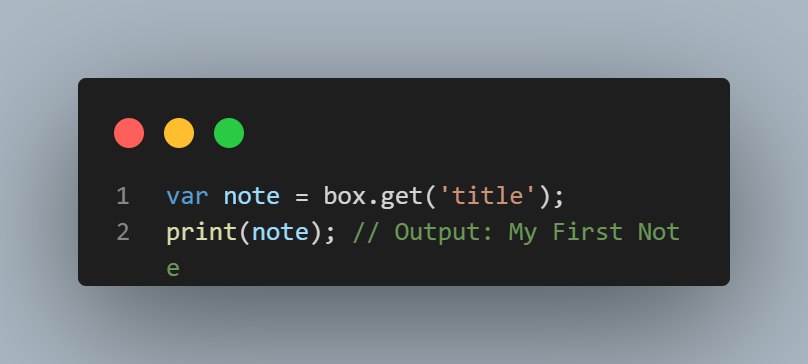 1 var note = box.get('title');
2 print(note); // Output: My First Not
e